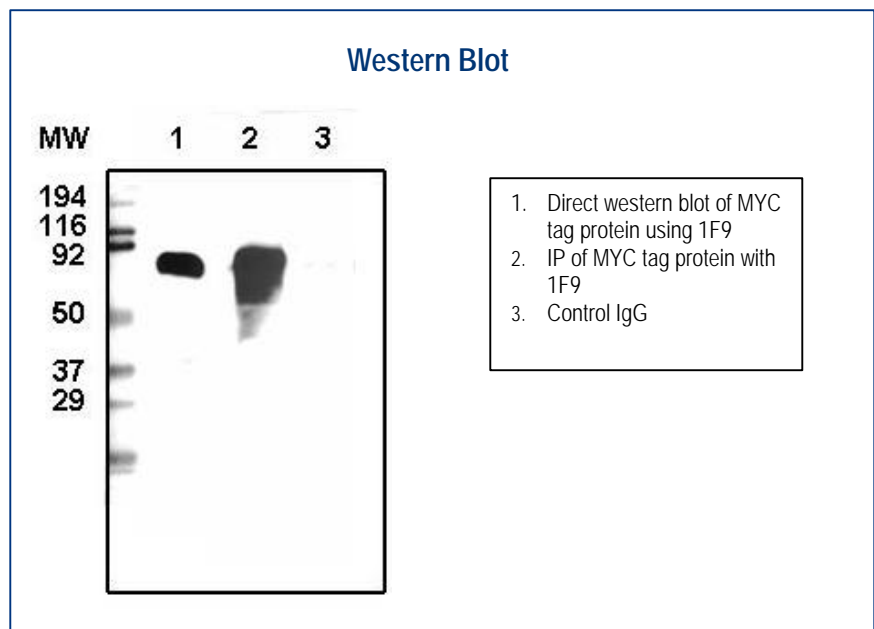 Western Blot
MW 1 2 3
194
116
92
50
37
29
1. Direct western blot of MYC
tag protein using 1F9
2. IP of MYC tag protein with
1F9
3. Control IgG